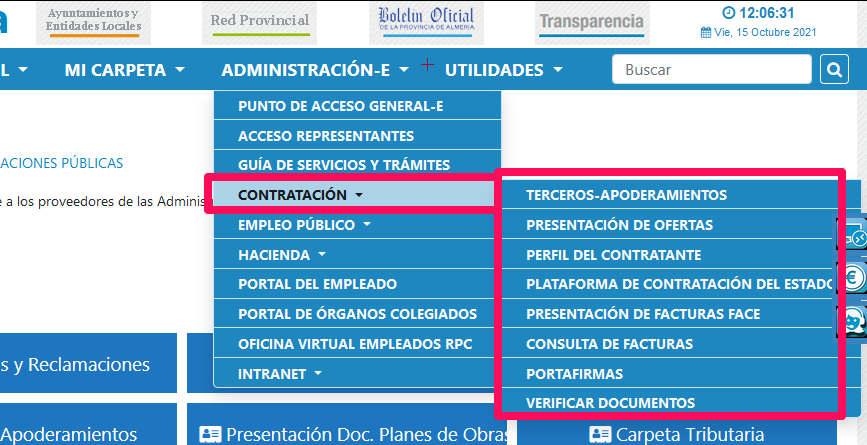 a
Ayuntamientos y
Entidades Locales
Red Provincial
Boletín Oficial
DE LA PROVINCIA DE ALMERÍA
Transparencia
12:06:31
Vie, 15 Octubre 2021
L
MI CARPETA
ADMINISTRACIÓN-E
UTILIDADES
Buscar
PUNTO DE ACCESO GENERAL-E
ACCESO REPRESENTANTES
GUÍA DE SERVICIOS Y TRÁMITES
CONTRATACIÓN
EMPLEO PÚBLICO
HACIENDA
PORTAL DEL EMPLEADO
PORTAL DE ÓRGANOS COLEGIADOS
OFICINA VIRTUAL EMPLEADOS RPC
INTRANET
TERCEROS-APODERAMIENTOS
PRESENTACIÓN DE OFERTAS
PERFIL DEL CONTRATANTE
PLATAFORMA DE CONTRATACIÓN DEL ESTADO
PRESENTACIÓN DE FACTURAS FACE
CONSULTA DE FACTURAS
PORTAFIRMAS
VERIFICAR DOCUMENTOS
ACIONES PÚBLICAS
e a los proveedores de las Adminis
€
s y Reclamaciones
Apoderamientos
Presentación Doc. Planes de Obras
Carpeta Tributaria